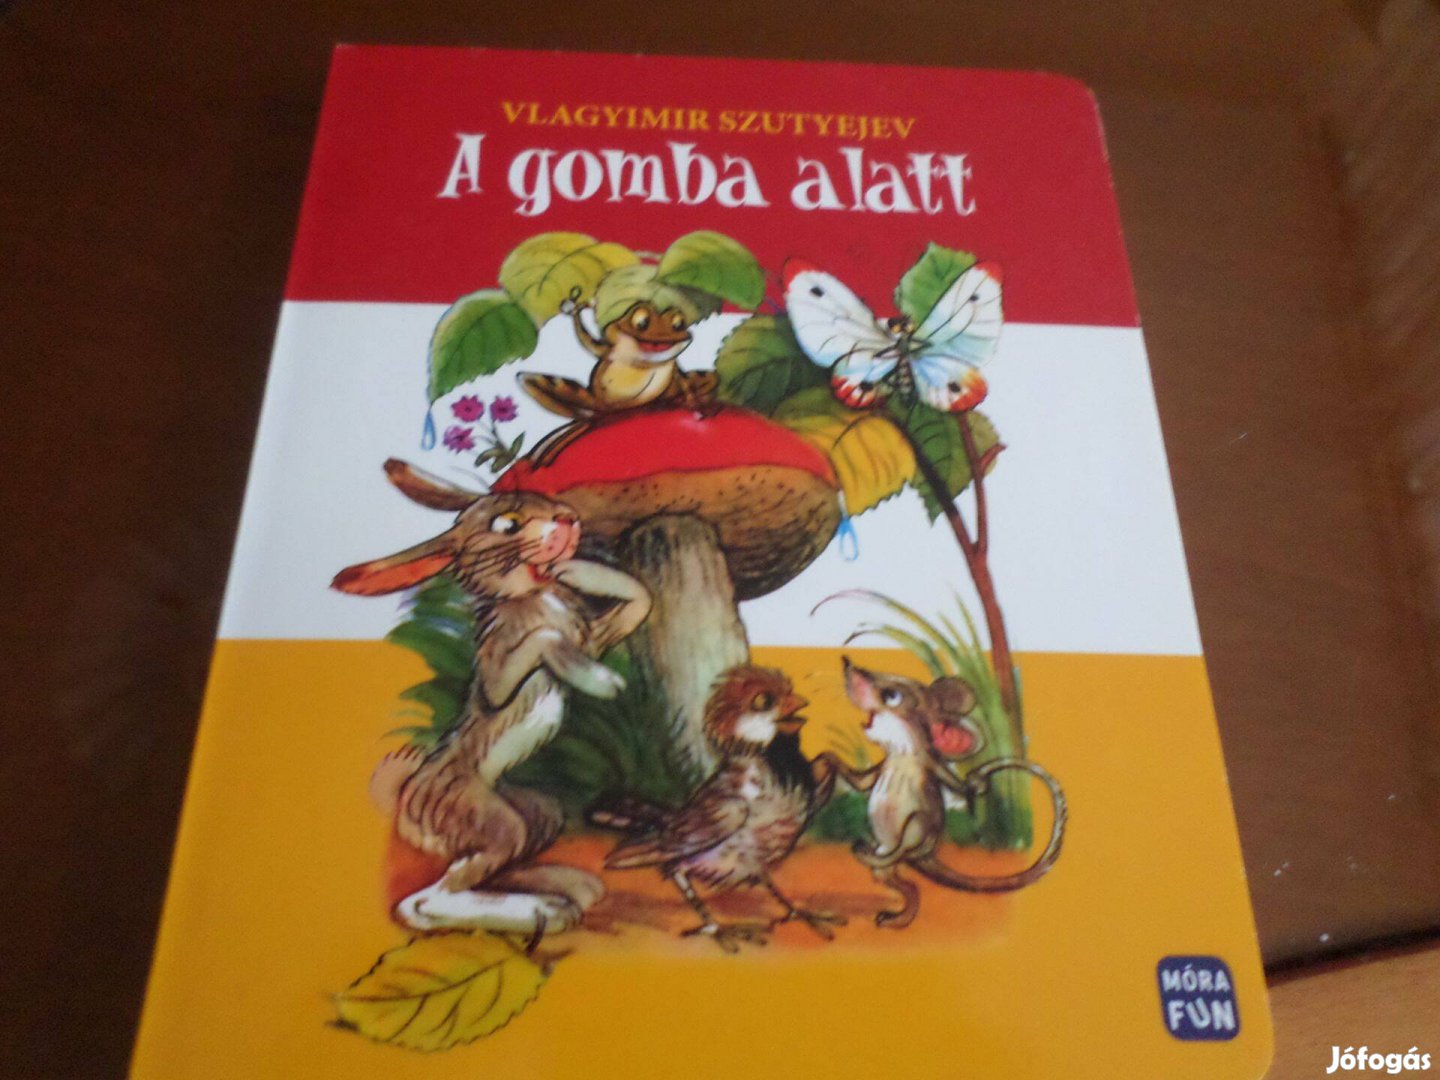 VLAGYIMIR SZUTYEJEV
A gomba alatt
MÓRA
FUN
Jófogás